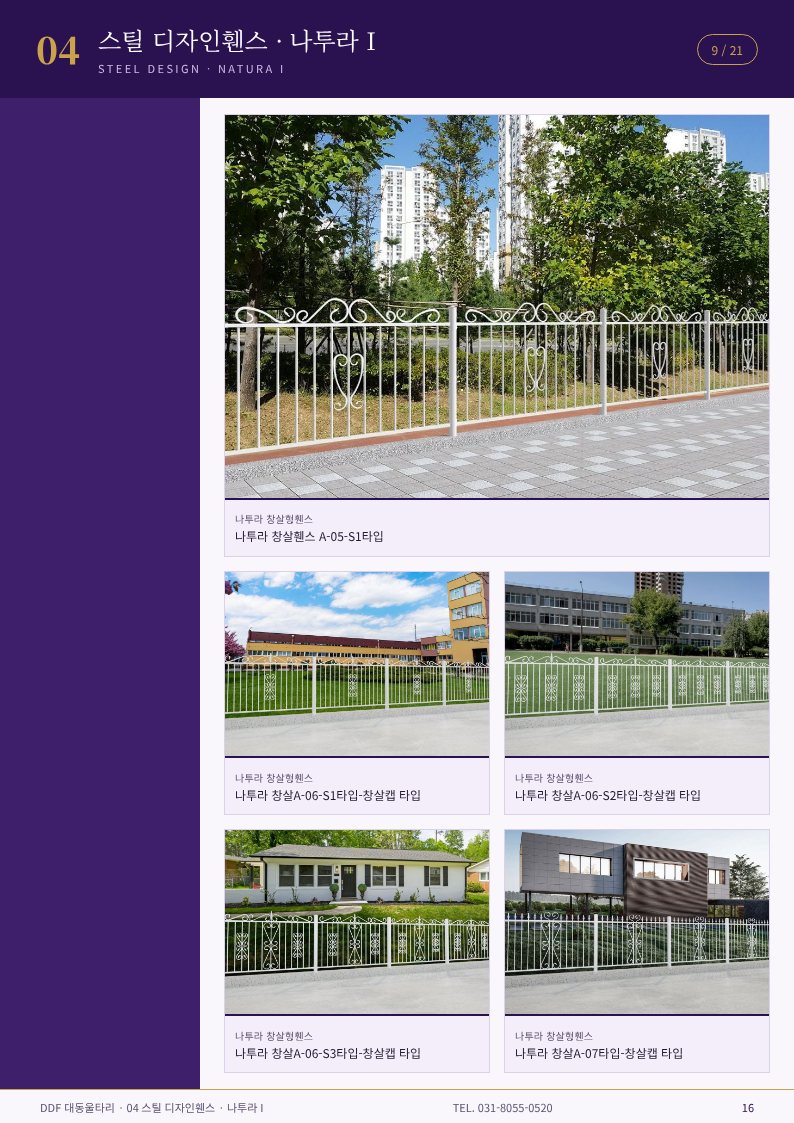 04
스틸 디자인휀스 · 나투라 I
STEEL DESIGN · NATURA I
9 / 21
나투라 창살형휀스
나투라 창살휀스 A-05-S1타입
나투라 창살형휀스
나투라 창살A-06-S1타입-창살캡 타입
나투라 창살형휀스
나투라 창살A-06-S2타입-창살캡 타입
나투라 창살형휀스
나투라 창살A-06-S3타입-창살캡 타입
나투라 창살형휀스
나투라 창살A-07타입-창살캡 타입
DDF 대동울타리 · 04 스틸 디자인휀스 · 나투라 I
TEL. 031-8055-0520
16